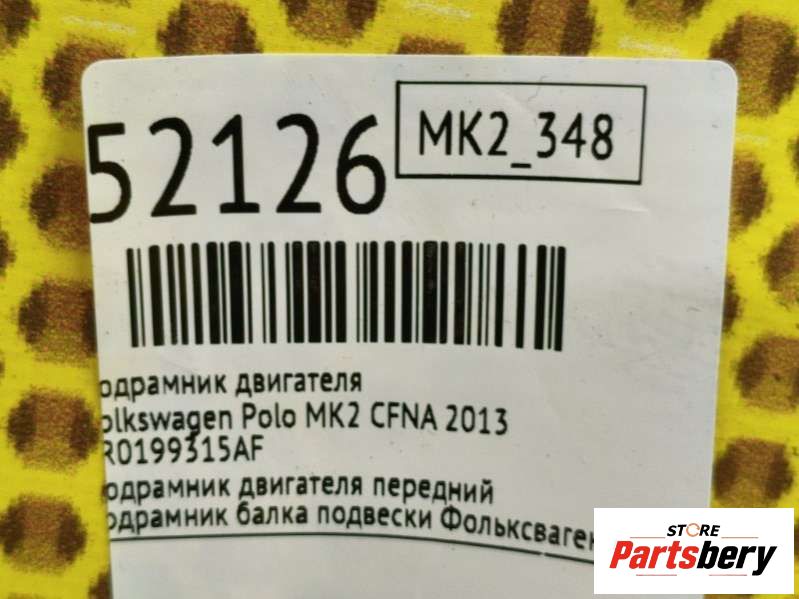 52126
MK2_348
одрамник двигателя
olkswagen Polo MK2 CFNA 2013
R0199315AF
одрамник двигателя передний
одрамник балка подвески Фольксваген
STORE
Partsbery